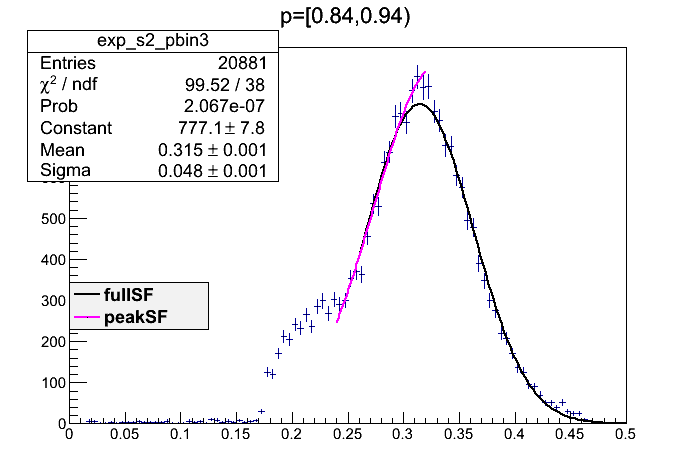 p=[0.84,0.94)
exp_s2_pbin3
Entries 20881
χ² / ndf 99.52 / 38
Prob 2.067e-07
Constant 777.1 ± 7.8
Mean 0.315 ± 0.001
Sigma 0.048 ± 0.001
500
400
300
200
100
0
fullSF
peakSF
0 0.05 0.1 0.15 0.2 0.25 0.3 0.35 0.4 0.45 0.5